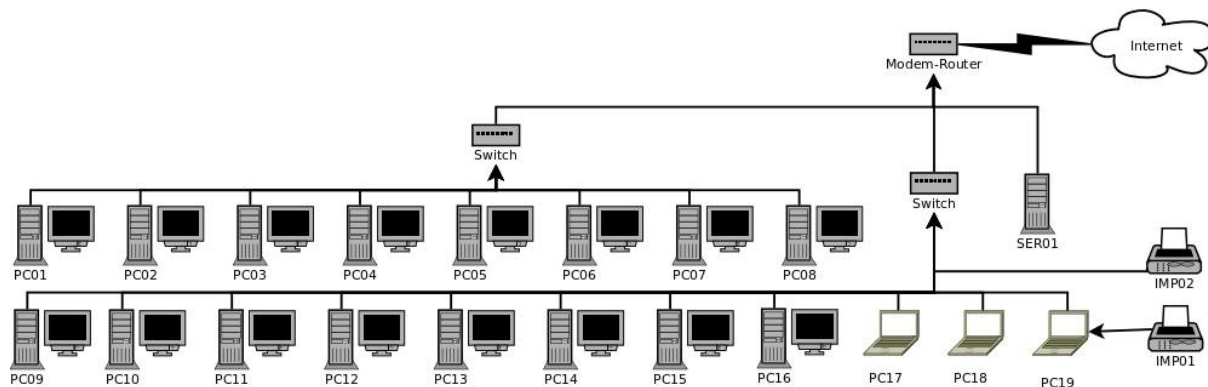 Internet
Modem-Router
Switch
Switch
SER01
PC01 PC02 PC03 PC04 PC05 PC06 PC07 PC08
IMP02
PC09 PC10 PC11 PC12 PC13 PC14 PC15 PC16 PC17 PC18 PC19
IMP01